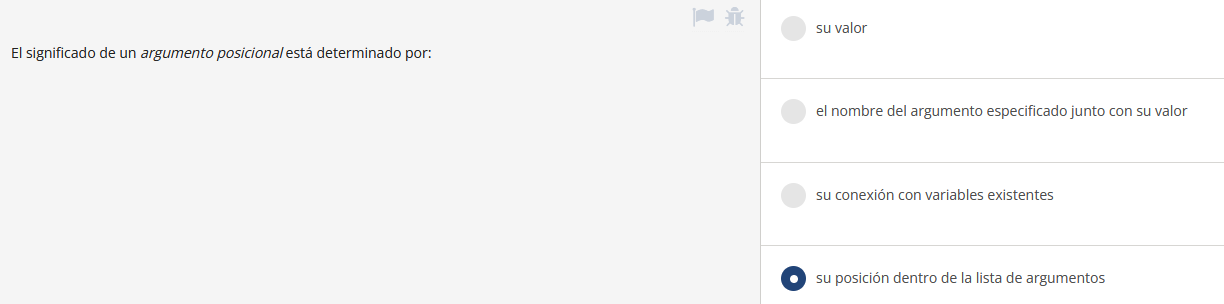 El significado de un argumento posicional está determinado por:
su valor
el nombre del argumento especificado junto con su valor
su conexión con variables existentes
su posición dentro de la lista de argumentos